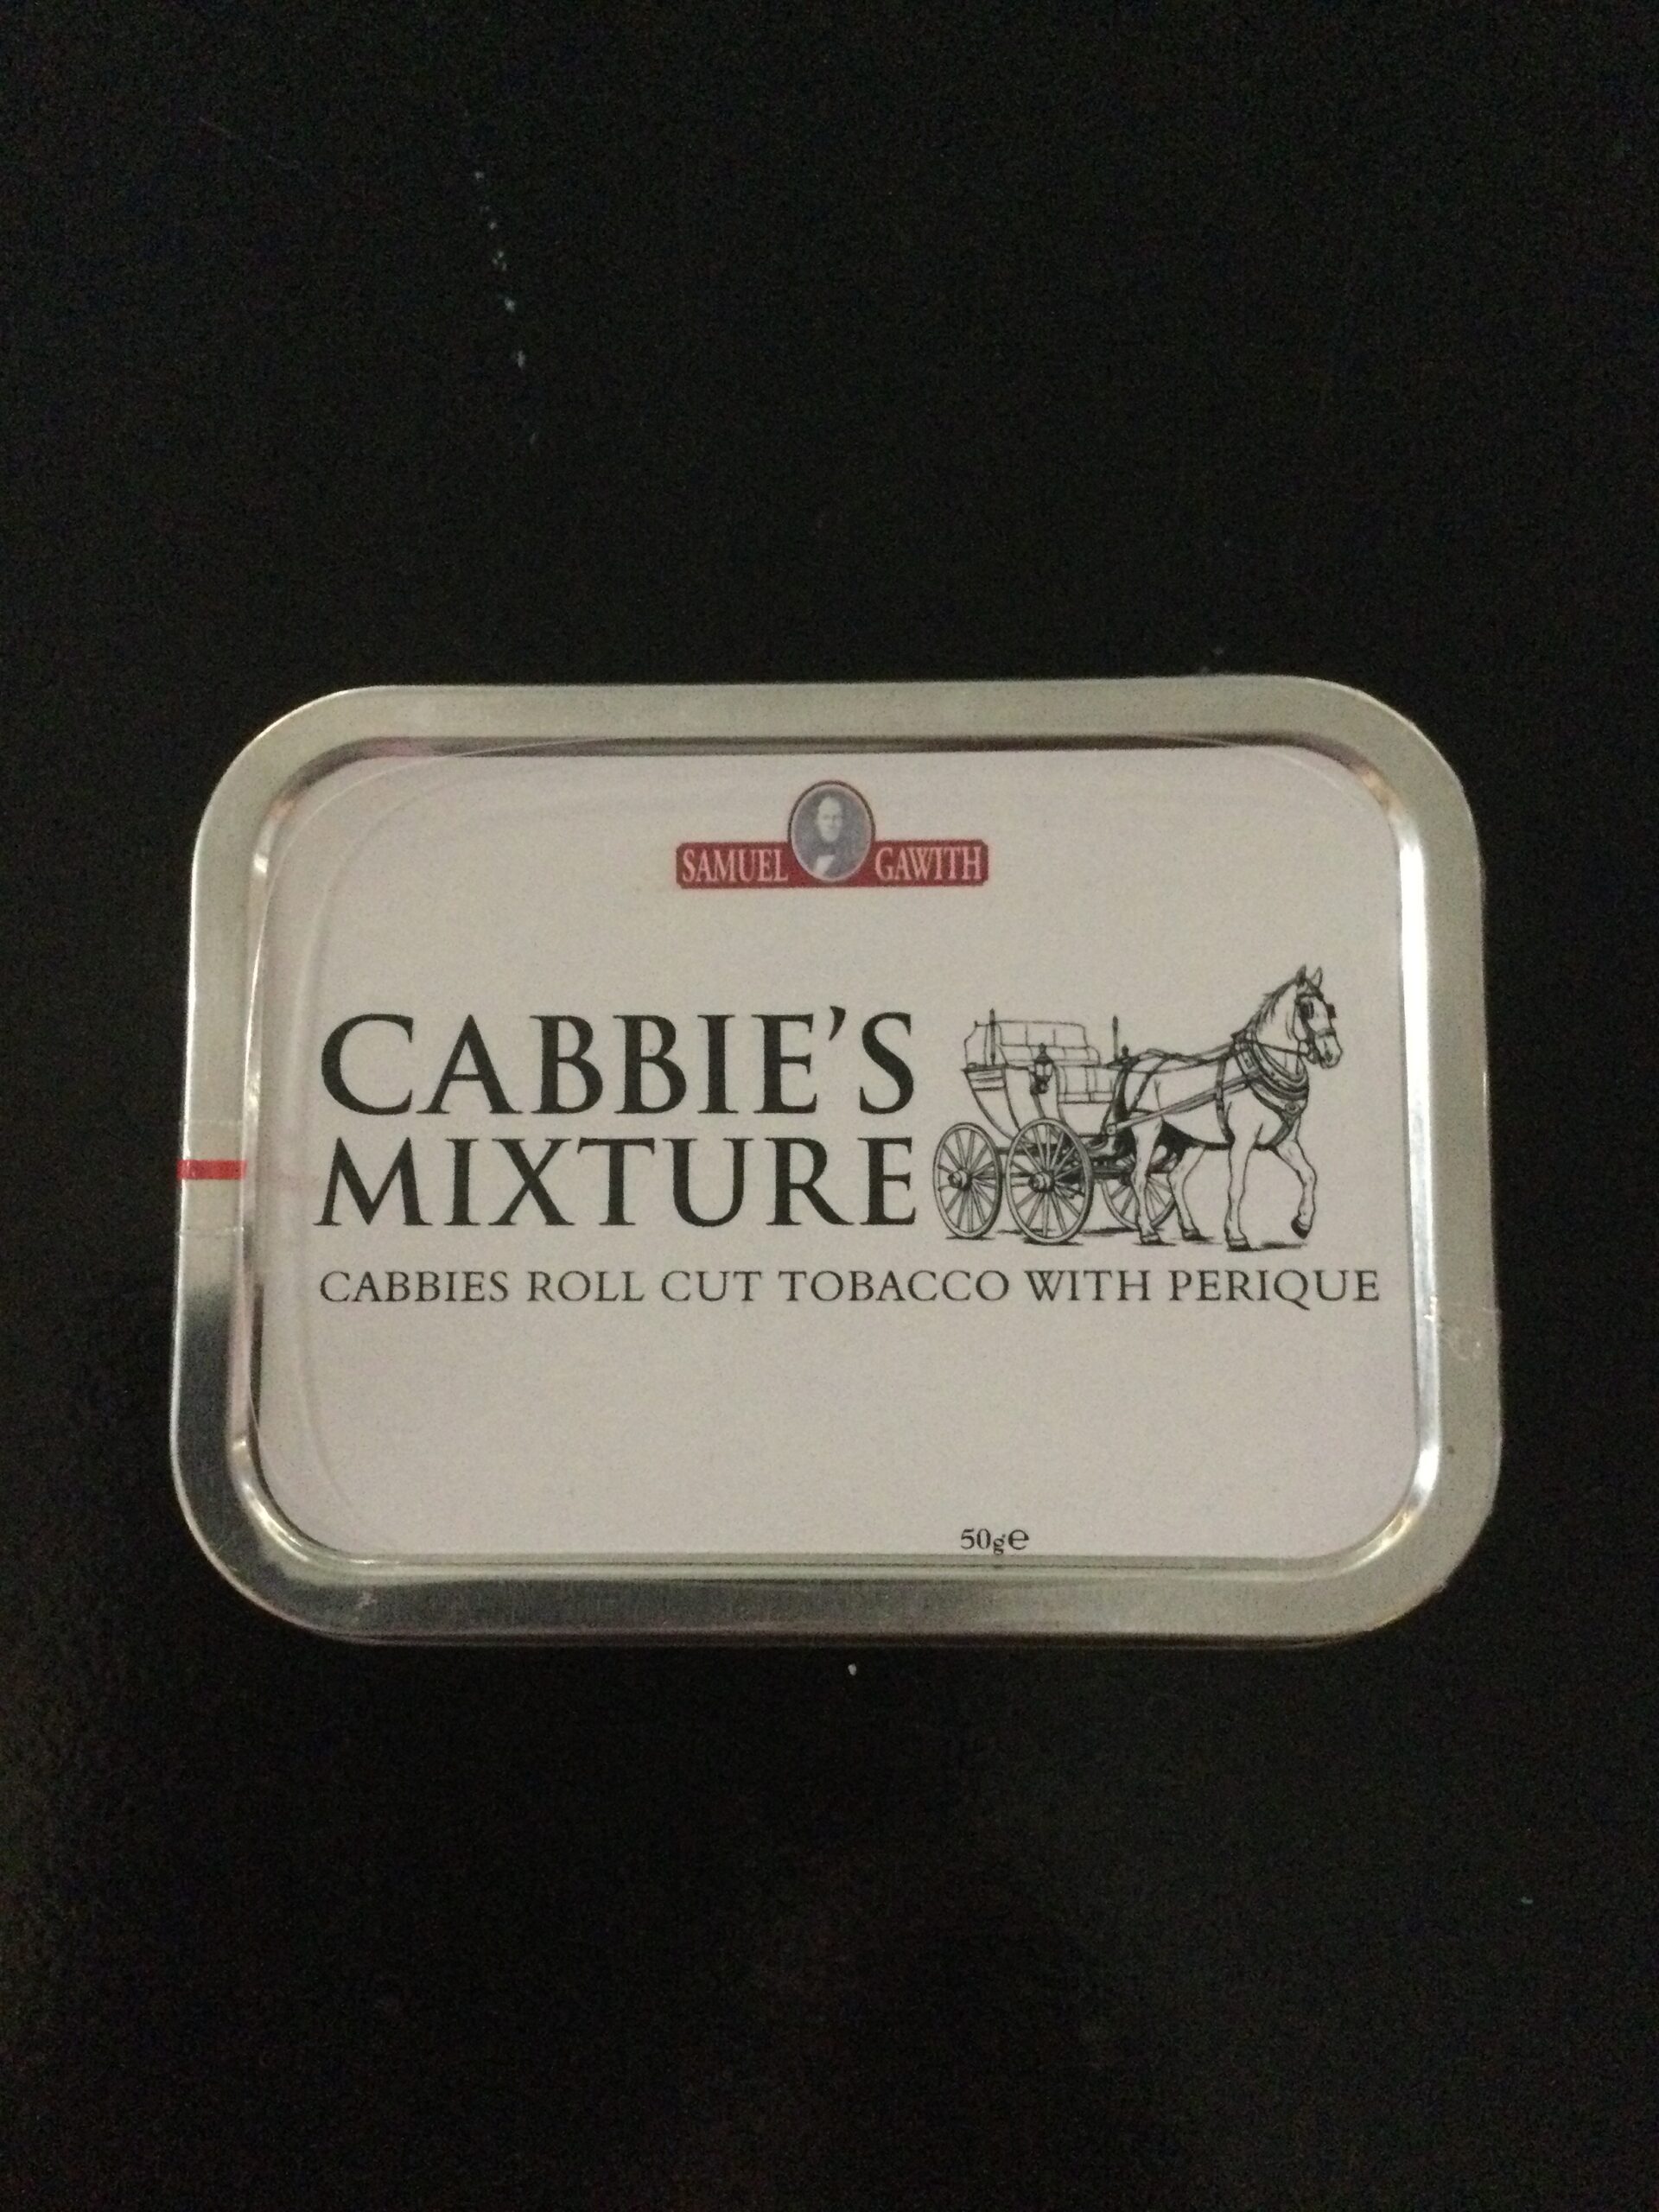 SAMUEL GAWITH
CABBIE'S
MIXTURE
CABBIES ROLL CUT TOBACCO WITH PERIQUE
50g℮